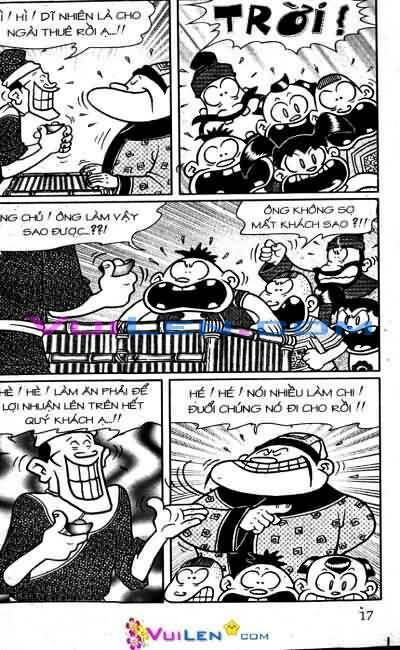 Ì! HÌ! DĨ NHIÊN LÀ CHO
NGÀI THUÊ RỒI Ạ...!!
TRỜI!
NG CHỦ! ÔNG LÀM VẬY
SAO ĐƯỢC...??!
ÔNG KHÔNG SỢ
MẤT KHÁCH SAO?!!
VUILEN.COM
HÈ! HÈ! LÀM ĂN PHẢI ĐỂ
LỢI NHUẬN LÊN TRÊN HẾT
QUÝ KHÁCH Ạ...!!
HÉ! HÉ! NÓI NHIỀU LÀM CHI!
ĐUỔI CHÚNG NÓ ĐI CHO RỒI!!
17
VUILEN.COM